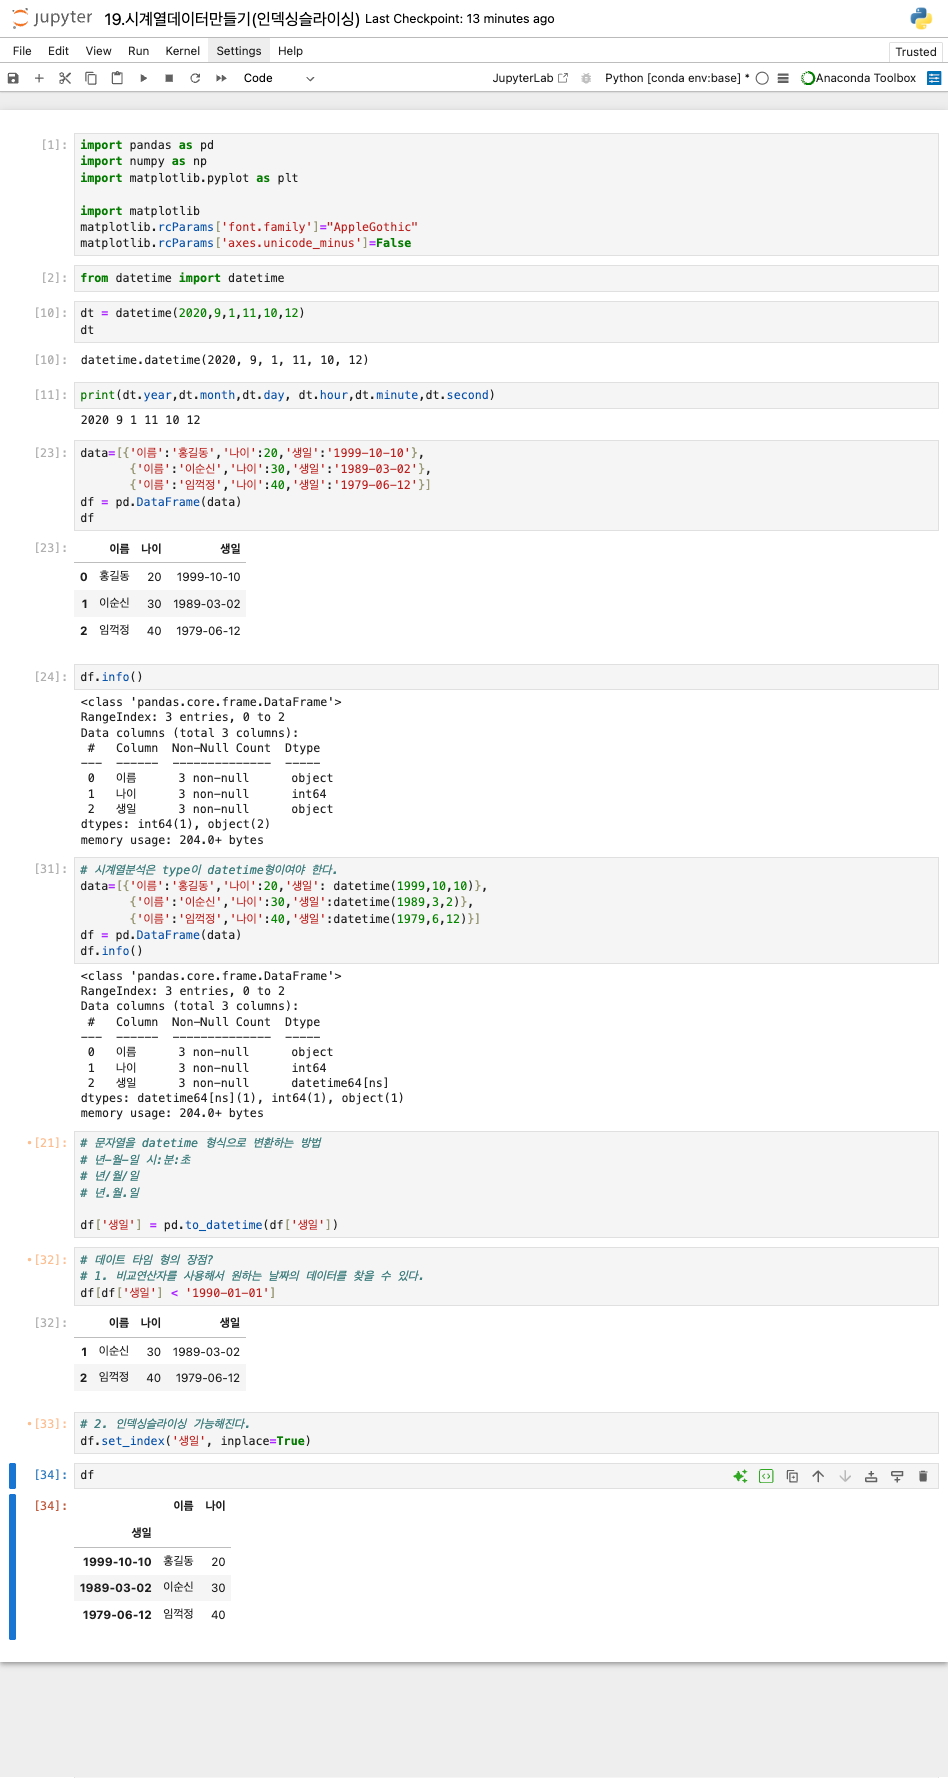 jupyter 19.시계열데이터만들기(인덱싱슬라이싱) Last Checkpoint: 13 minutes ago
File Edit View Run Kernel Settings Help
Trusted
Code JupyterLab Python [conda env:base] * Anaconda Toolbox
[1]: import pandas as pd
import numpy as np
import matplotlib.pyplot as plt
import matplotlib
matplotlib.rcParams['font.family']="AppleGothic"
matplotlib.rcParams['axes.unicode_minus']=False
[2]: from datetime import datetime
[10]: dt = datetime(2020,9,1,11,10,12)
dt
[10]: datetime.datetime(2020, 9, 1, 11, 10, 12)
[11]: print(dt.year,dt.month,dt.day, dt.hour,dt.minute,dt.second)
2020 9 1 11 10 12
[23]: data=[{'이름':'홍길동','나이':20,'생일':'1999-10-10'},
{'이름':'이순신','나이':30,'생일':'1989-03-02'},
{'이름':'임꺽정','나이':40,'생일':'1979-06-12'}]
df = pd.DataFrame(data)
df
[23]: 이름 나이 생일
0 홍길동 20 1999-10-10
1 이순신 30 1989-03-02
2 임꺽정 40 1979-06-12
[24]: df.info()
<class 'pandas.core.frame.DataFrame'>
RangeIndex: 3 entries, 0 to 2
Data columns (total 3 columns):
# Column Non-Null Count Dtype
--- ------ -------------- -----
0 이름 3 non-null object
1 나이 3 non-null int64
2 생일 3 non-null object
dtypes: int64(1), object(2)
memory usage: 204.0+ bytes
[31]: # 시계열분석은 type이 datetime형이여야 한다.
data=[{'이름':'홍길동','나이':20,'생일': datetime(1999,10,10)},
{'이름':'이순신','나이':30,'생일':datetime(1989,3,2)},
{'이름':'임꺽정','나이':40,'생일':datetime(1979,6,12)}]
df = pd.DataFrame(data)
df.info()
<class 'pandas.core.frame.DataFrame'>
RangeIndex: 3 entries, 0 to 2
Data columns (total 3 columns):
# Column Non-Null Count Dtype
--- ------ -------------- -----
0 이름 3 non-null object
1 나이 3 non-null int64
2 생일 3 non-null datetime64[ns]
dtypes: datetime64[ns](1), int64(1), object(1)
memory usage: 204.0+ bytes
•[21]: # 문자열을 datetime 형식으로 변환하는 방법
# 년-월-일 시:분:초
# 년/월/일
# 년.월.일
df['생일'] = pd.to_datetime(df['생일'])
•[32]: # 데이트 타임 형의 장점?
# 1. 비교연산자를 사용해서 원하는 날짜의 데이터를 찾을 수 있다.
df[df['생일'] < '1990-01-01']
[32]: 이름 나이 생일
1 이순신 30 1989-03-02
2 임꺽정 40 1979-06-12
•[33]: # 2. 인덱싱슬라이싱 가능해진다.
df.set_index('생일', inplace=True)
[34]: df
[34]: 이름 나이
생일
1999-10-10 홍길동 20
1989-03-02 이순신 30
1979-06-12 임꺽정 40